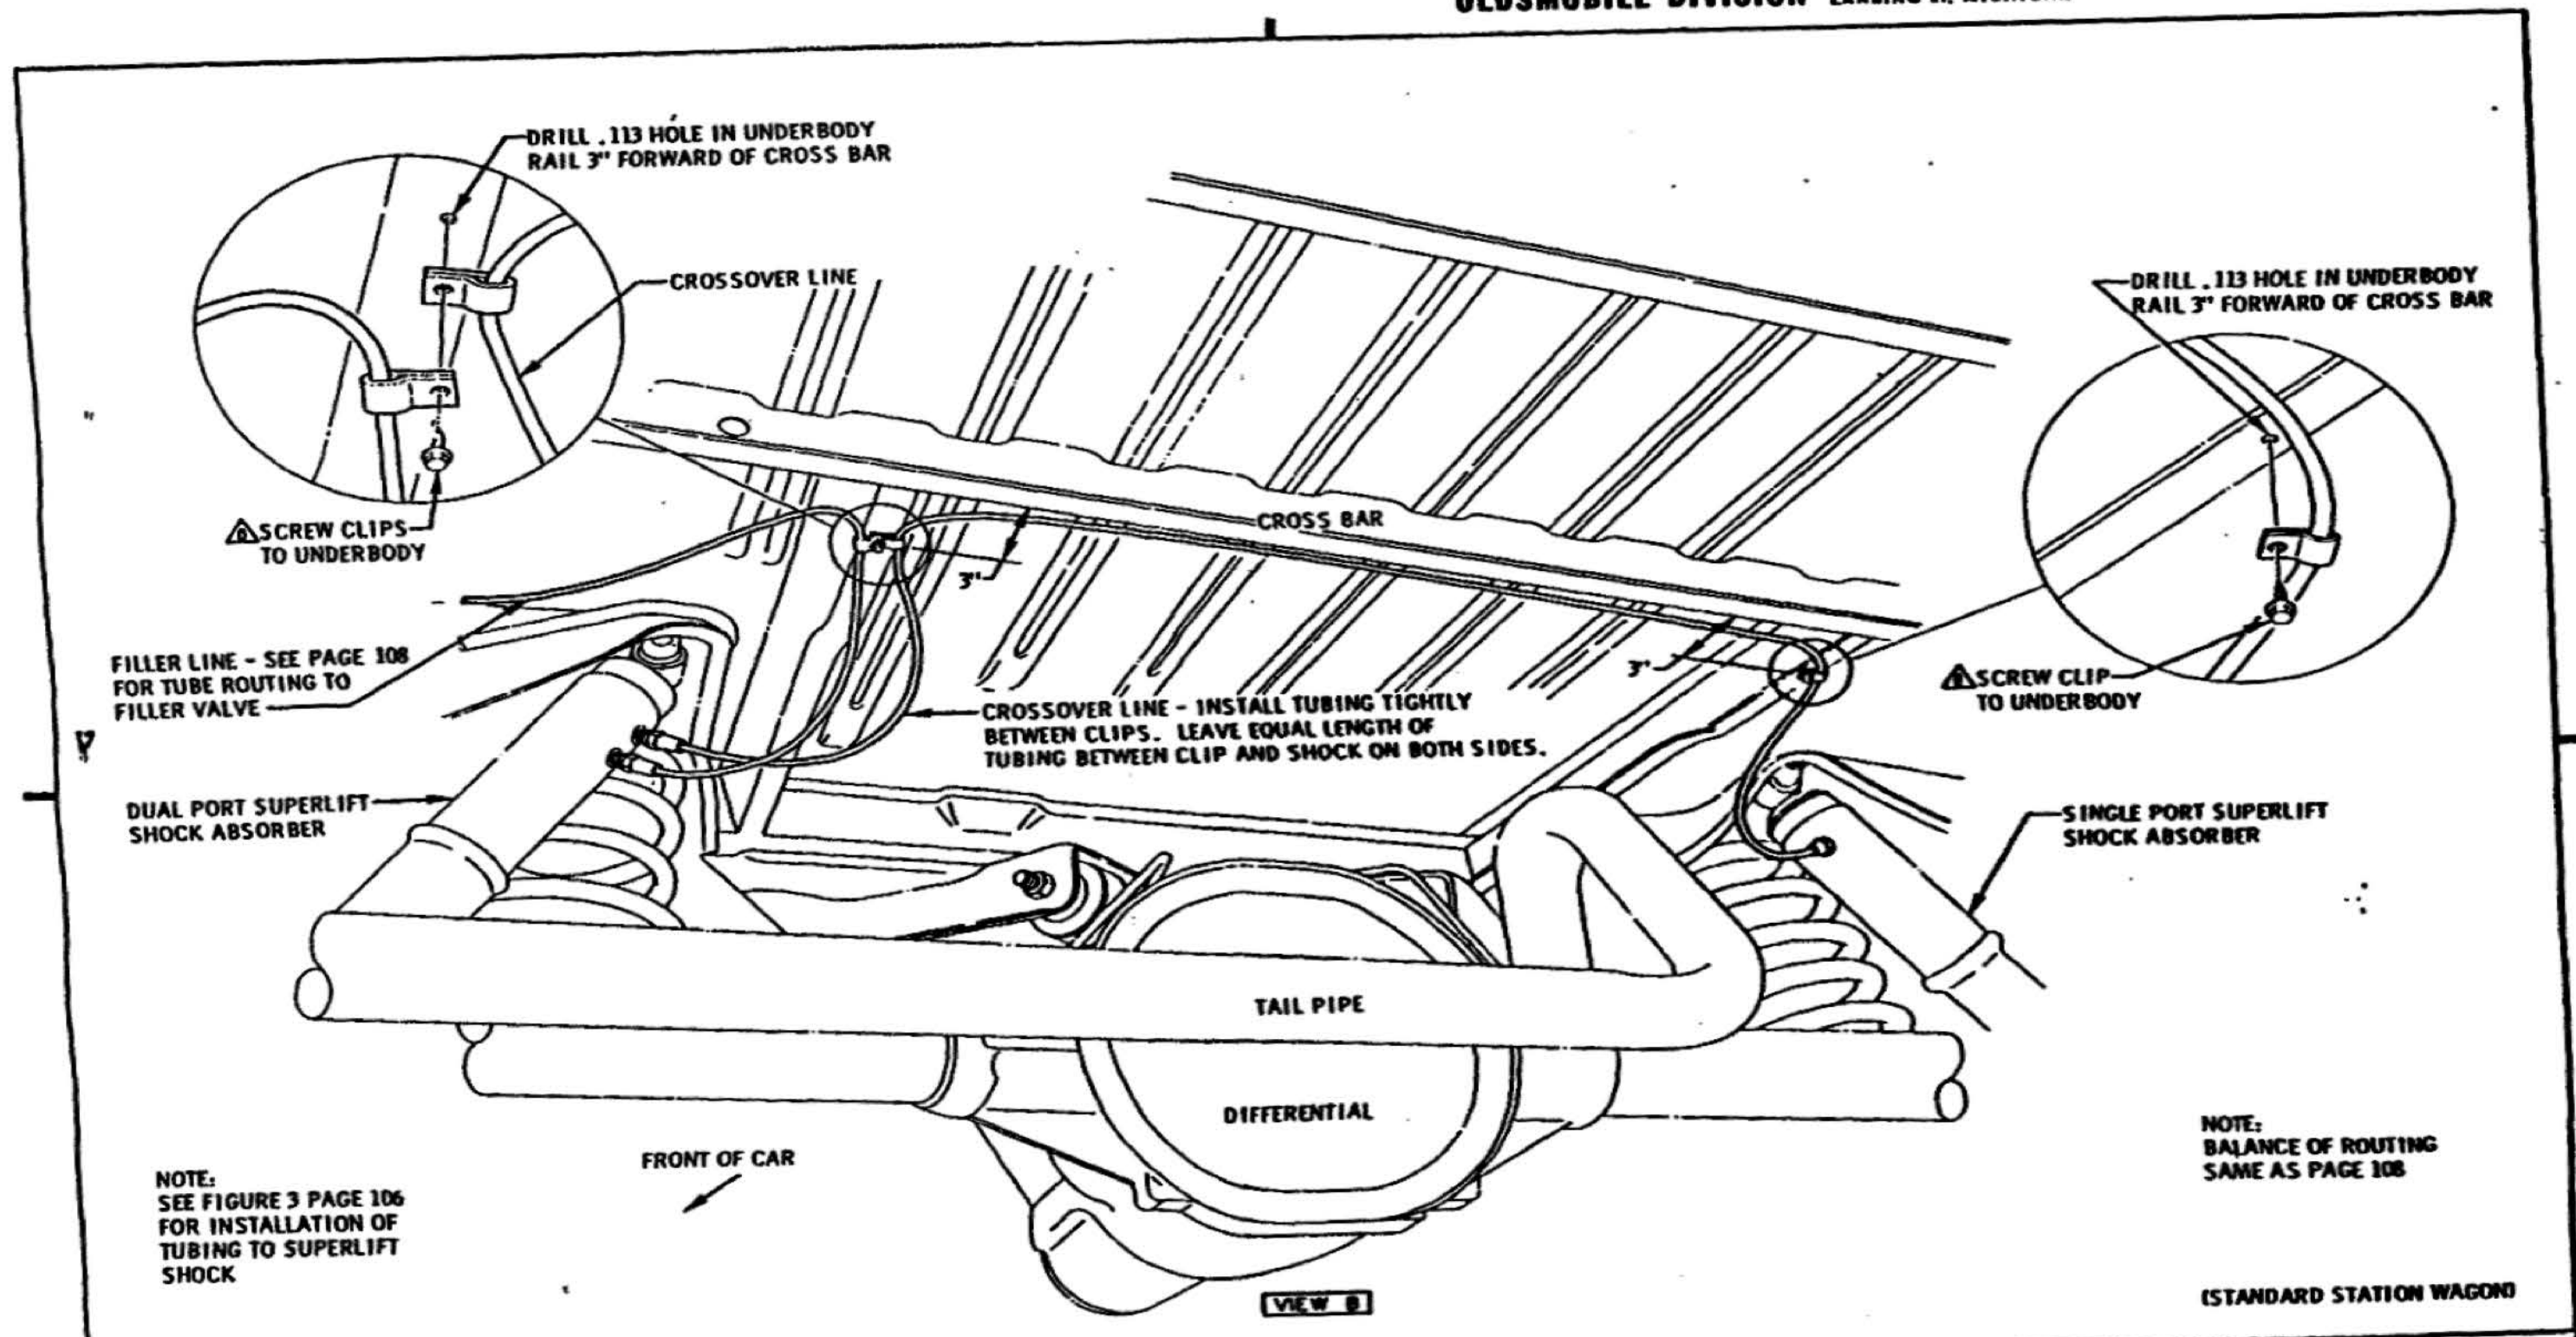 OLDSMOBILE DIVISION
DRILL .113 HOLE IN UNDERBODY
RAIL 3" FORWARD OF CROSS BAR
CROSSOVER LINE
SCREW CLIPS
TO UNDERBODY
DRILL .113 HOLE IN UNDERBODY
RAIL 3" FORWARD OF CROSS BAR
CROSS BAR
3"
3"
SCREW CLIP
TO UNDERBODY
FILLER LINE - SEE PAGE 108
FOR TUBE ROUTING TO
FILLER VALVE
CROSSOVER LINE - INSTALL TUBING TIGHTLY
BETWEEN CLIPS. LEAVE EQUAL LENGTH OF
TUBING BETWEEN CLIP AND SHOCK ON BOTH SIDES.
DUAL PORT SUPERLIFT
SHOCK ABSORBER
SINGLE PORT SUPERLIFT
SHOCK ABSORBER
TAIL PIPE
DIFFERENTIAL
FRONT OF CAR
NOTE:
SEE FIGURE 3 PAGE 106
FOR INSTALLATION OF
TUBING TO SUPERLIFT
SHOCK
NOTE:
BALANCE OF ROUTING
SAME AS PAGE 108
VIEW B
(STANDARD STATION WAGON)